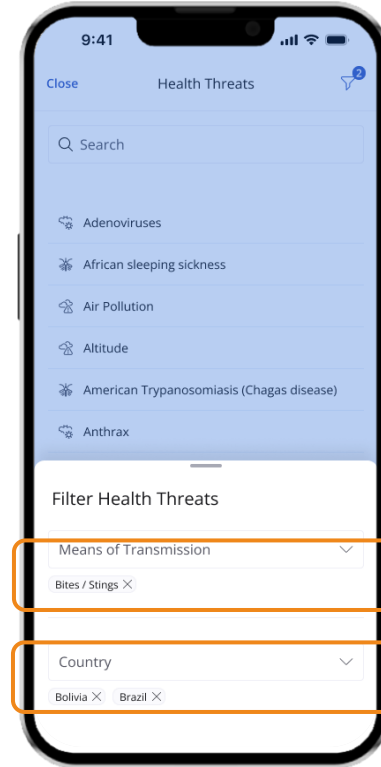 9:41
Close Health Threats 2
Search
Adenoviruses
African sleeping sickness
Air Pollution
Altitude
American Trypanosomiasis (Chagas disease)
Anthrax
Filter Health Threats
Means of Transmission
Bites / Stings
Country
Bolivia Brazil